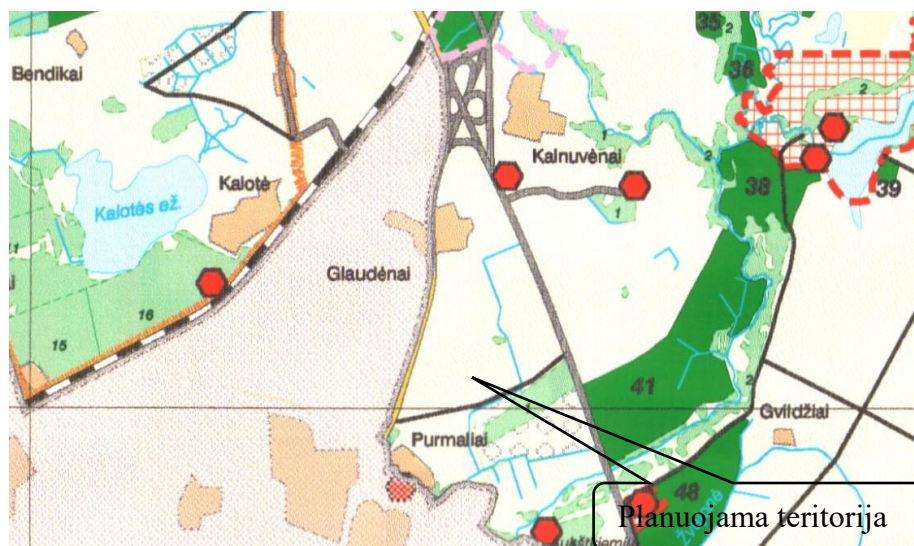 35
2
36
2
Bendikai
1
2
Kalnuvėnai
Kalotė
38
39
Kalotės ež.
1
Glaudėnai
16
15
41
2
Gvildžiai
Purmaliai
48
Planuojama teritorija